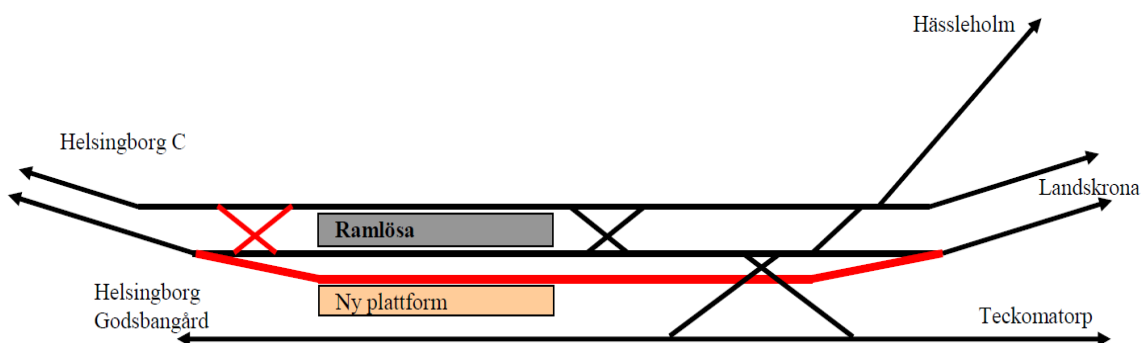 Hässleholm
Helsingborg C
Landskrona
Ramlösa
Helsingborg
Godsbangård
Ny plattform
Teckomatorp